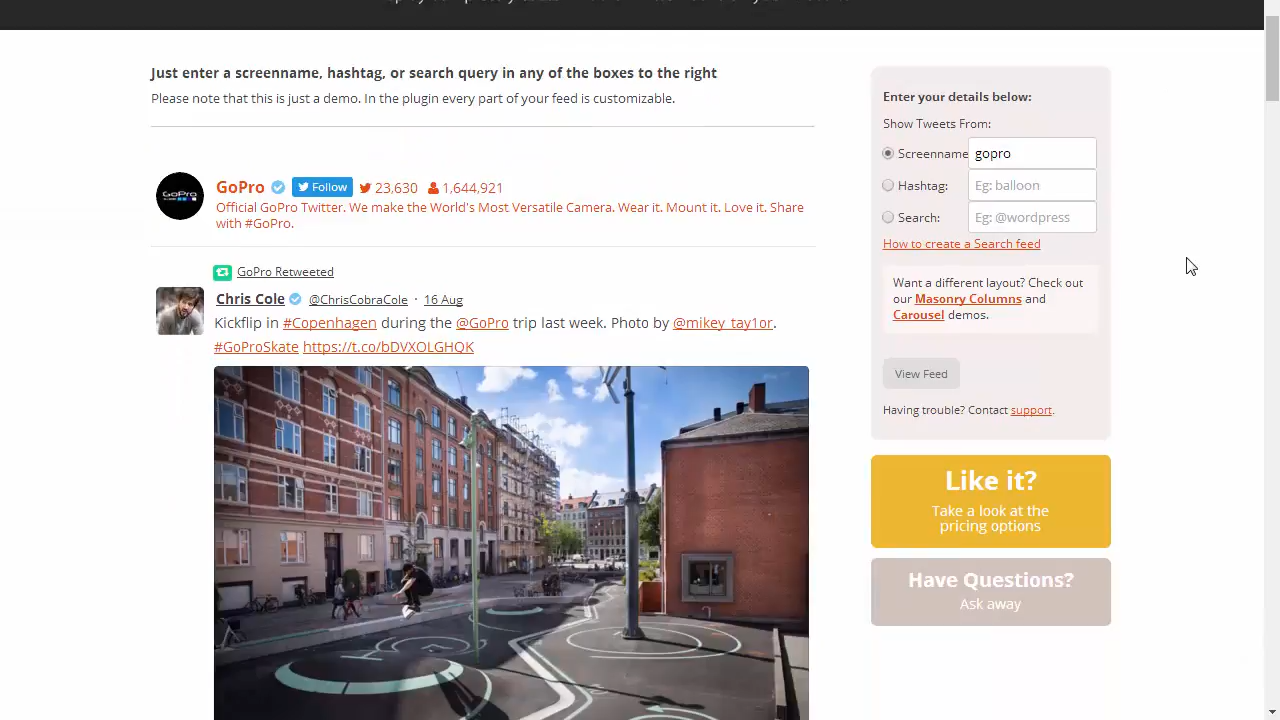 Just enter a screenname, hashtag, or search query in any of the boxes to the right
Please note that this is just a demo. In the plugin every part of your feed is customizable.
GoPro Follow 23,630 1,644,921
Official GoPro Twitter. We make the World's Most Versatile Camera. Wear it. Mount it. Love it. Share
with #GoPro.
GoPro Retweeted
Chris Cole @ChrisCobraCole · 16 Aug
Kickflip in #Copenhagen during the @GoPro trip last week. Photo by @mikey_tay1or.
#GoProSkate https://t.co/bDVXOLGHQK
Enter your details below:
Show Tweets From:
Screenname gopro
Hashtag: Eg: balloon
Search: Eg: @wordpress
How to create a Search feed
Want a different layout? Check out
our Masonry Columns and
Carousel demos.
View Feed
Having trouble? Contact support.
Like it?
Take a look at the
pricing options
Have Questions?
Ask away